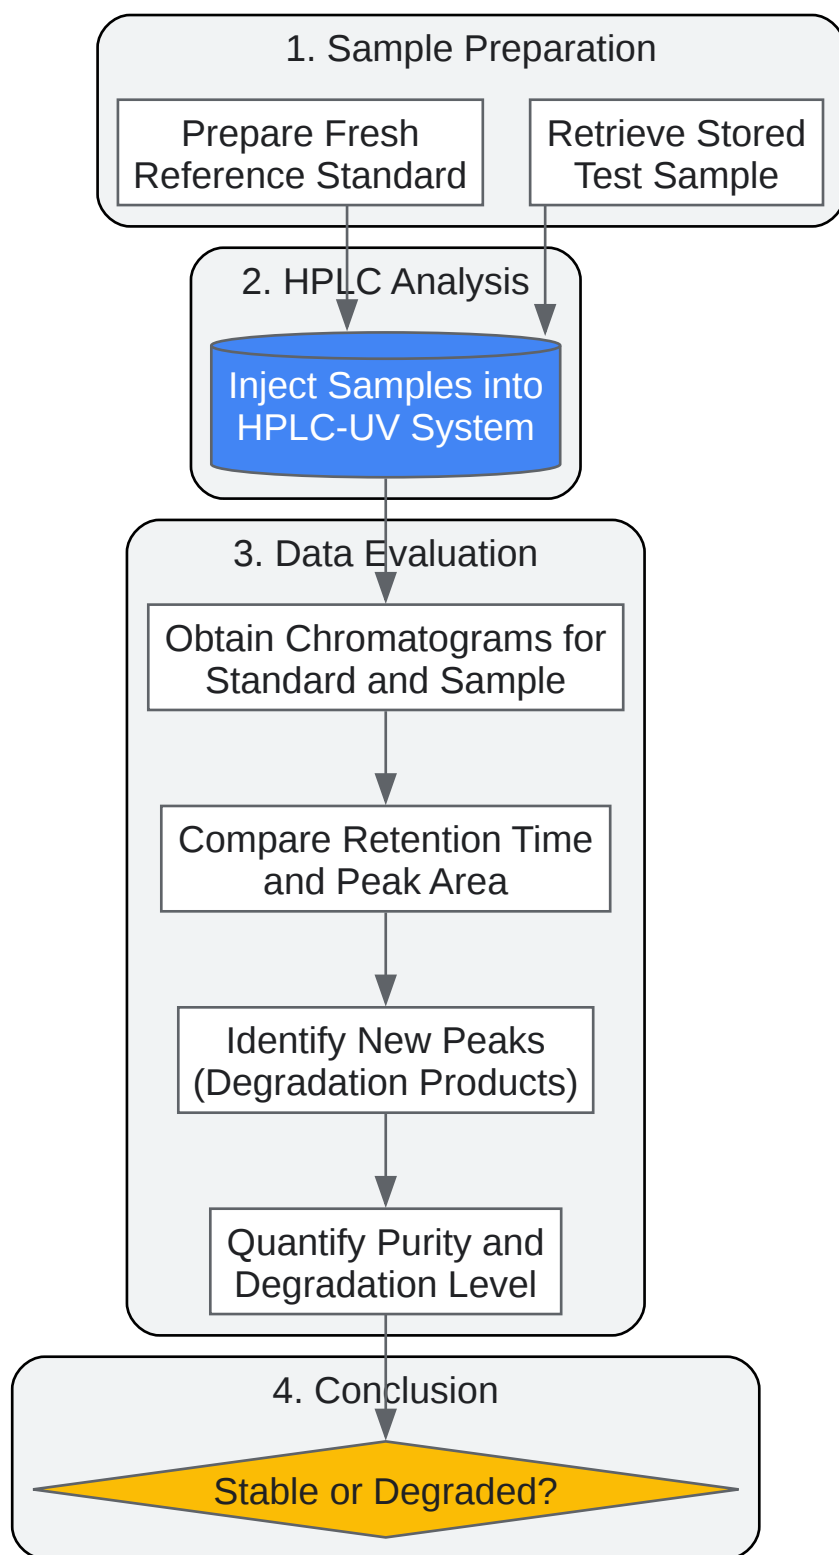 1. Sample Preparation
Prepare Fresh
Reference Standard
Retrieve Stored
Test Sample
2. HPLC Analysis
Inject Samples into
HPLC-UV System
3. Data Evaluation
Obtain Chromatograms for
Standard and Sample
Compare Retention Time
and Peak Area
Identify New Peaks
(Degradation Products)
Quantify Purity and
Degradation Level
4. Conclusion
Stable or Degraded?